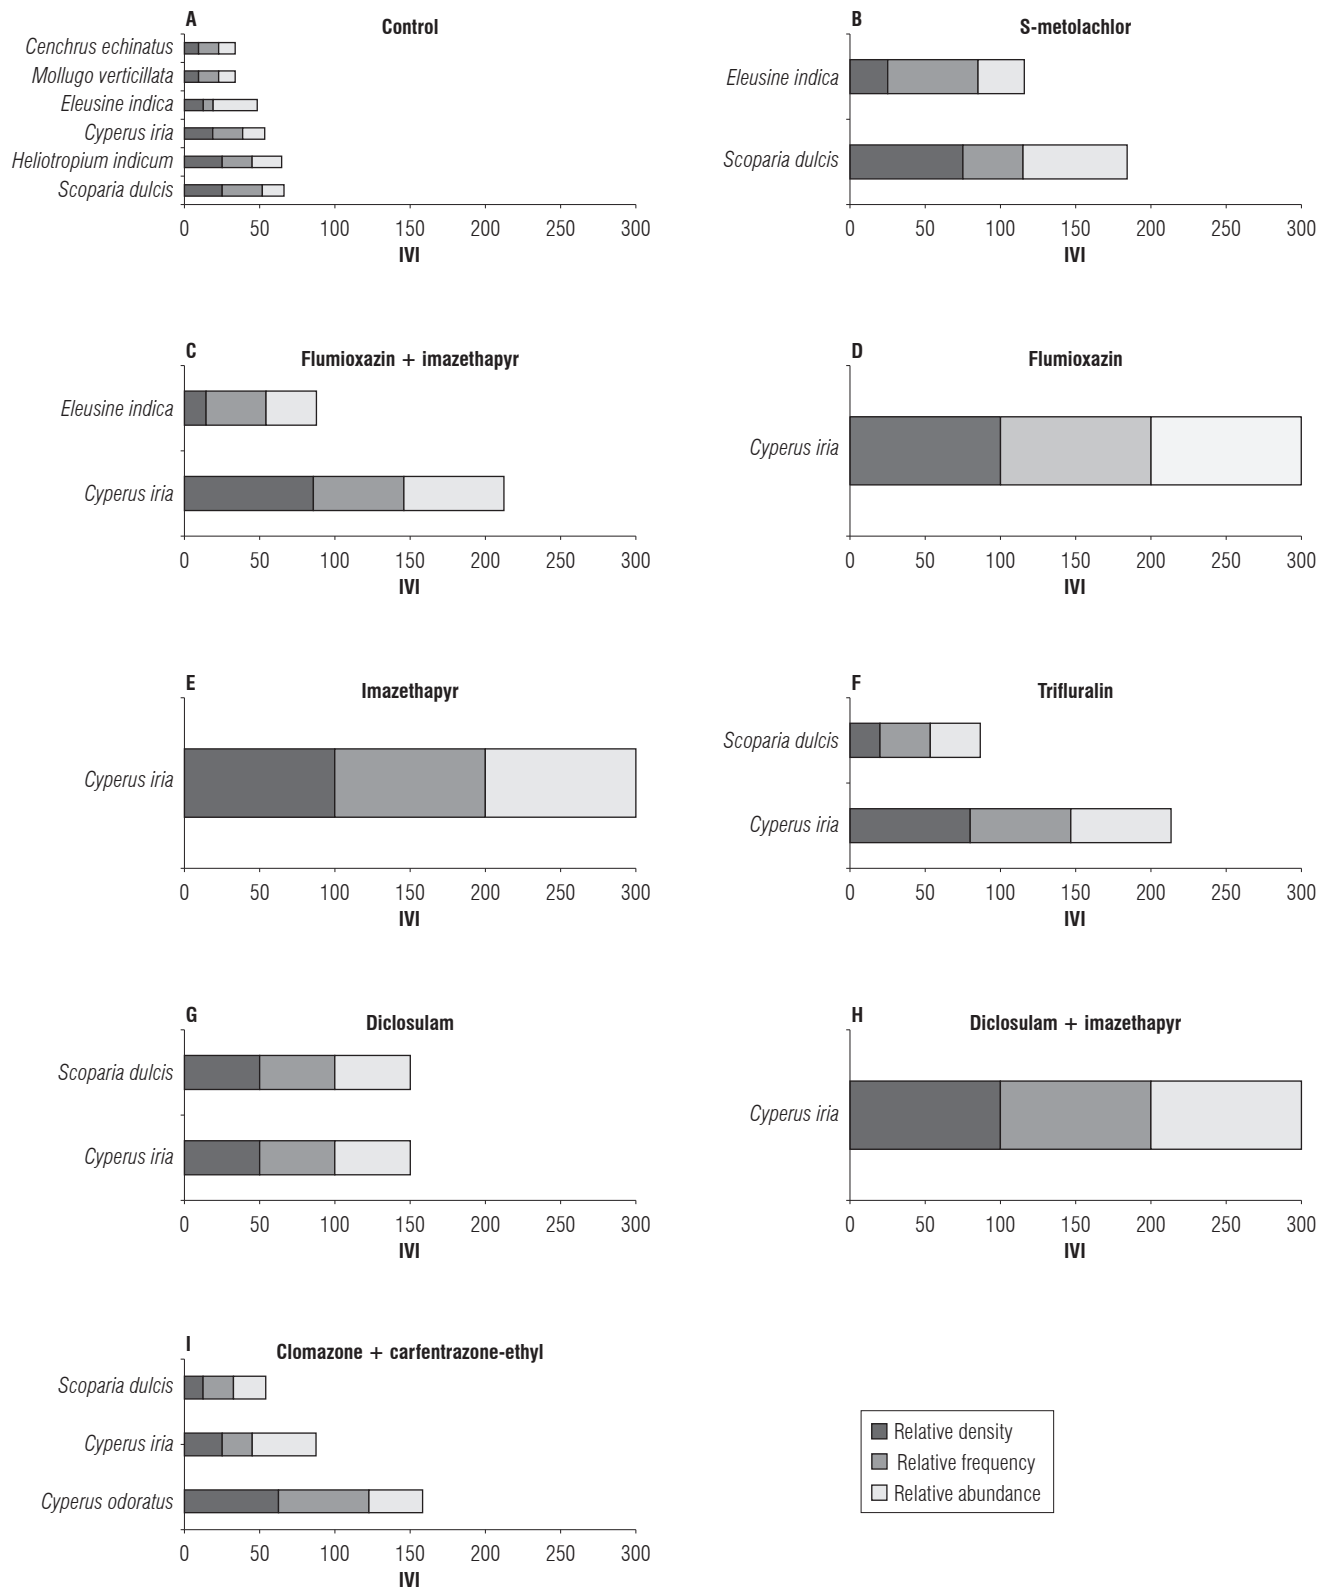 A
Control
Cenchrus echinatus
Mollugo verticillata
Eleusine indica
Cyperus iria
Heliotropium indicum
Scoparia dulcis
0 50 100 150 200 250 300
IVI
B
S-metolachlor
Eleusine indica
Scoparia dulcis
0 50 100 150 200 250 300
IVI
C
Flumioxazin + imazethapyr
Eleusine indica
Cyperus iria
0 50 100 150 200 250 300
IVI
D
Flumioxazin
Cyperus iria
0 50 100 150 200 250 300
IVI
E
Imazethapyr
Cyperus iria
0 50 100 150 200 250 300
IVI
F
Trifluralin
Scoparia dulcis
Cyperus iria
0 50 100 150 200 250 300
IVI
G
Diclosulam
Scoparia dulcis
Cyperus iria
0 50 100 150 200 250 300
IVI
H
Diclosulam + imazethapyr
Cyperus iria
0 50 100 150 200 250 300
IVI
I
Clomazone + carfentrazone-ethyl
Scoparia dulcis
Cyperus iria
Cyperus odoratus
0 50 100 150 200 250 300
IVI
Relative density
Relative frequency
Relative abundance